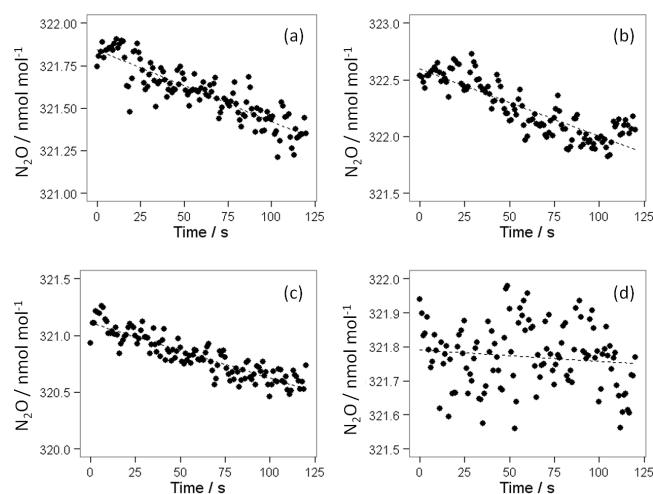 (a)
N₂O / nmol mol⁻¹
322.00
321.75
321.50
321.25
321.00
0 25 50 75 100 125
Time / s
(b)
N₂O / nmol mol⁻¹
323.0
322.5
322.0
321.5
0 25 50 75 100 125
Time / s
(c)
N₂O / nmol mol⁻¹
321.5
321.0
320.5
320.0
0 25 50 75 100 125
Time / s
(d)
N₂O / nmol mol⁻¹
322.0
321.9
321.8
321.7
321.6
321.5
0 25 50 75 100 125
Time / s